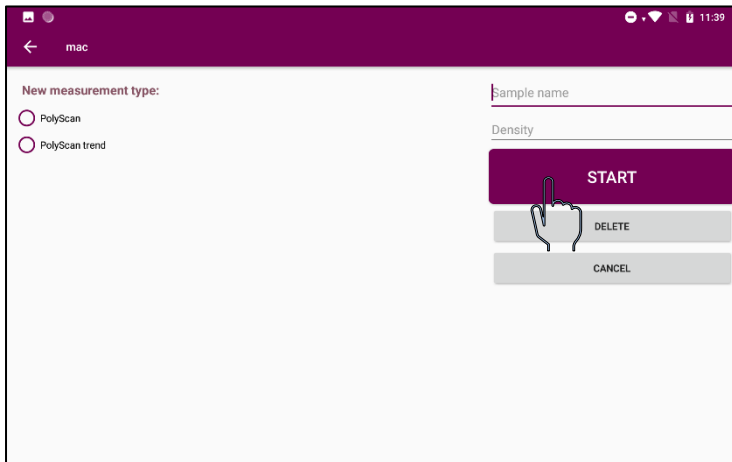 11:39
mac
New measurement type:
PolyScan
PolyScan trend
Sample name
Density
START
DELETE
CANCEL